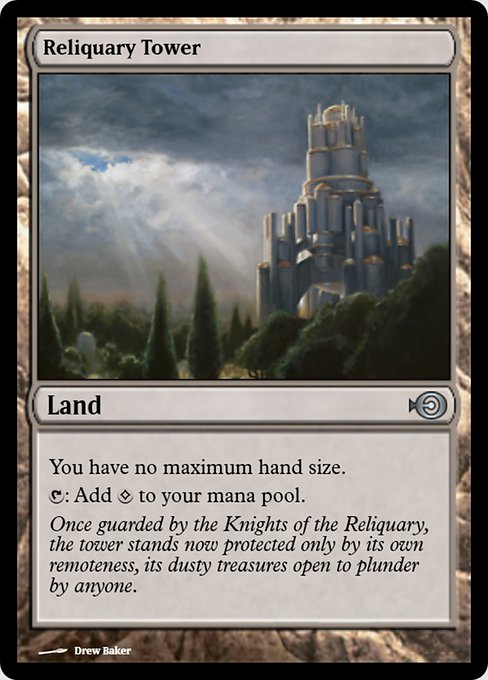 Reliquary Tower
Land
You have no maximum hand size.
: Add to your mana pool.
Once guarded by the Knights of the Reliquary,
the tower stands now protected only by its own
remoteness, its dusty treasures open to plunder
by anyone.
Drew Baker